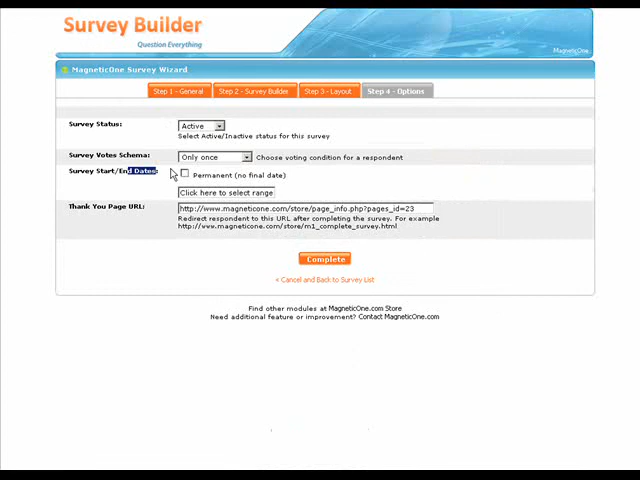 Survey Builder
Question Everything
MagneticOne
MagneticOne Survey Wizard
Step 1 - General
Step 2 - Survey Builder
Step 3 - Layout
Step 4 - Options
Survey Status:
Active
Select Active/Inactive status for this survey
Survey Votes Schema:
Only once
Choose voting condition for a respondent
Survey Start/End Dates:
Permanent (no final date)
Click here to select range
Thank You Page URL:
http://www.magneticone.com/store/page_info.php?pages_id=23
Redirect respondent to this URL after completing the survey. For example
http://www.magneticone.com/store/m1_complete_survey.html
Complete
« Cancel and Back to Survey List
Find other modules at MagneticOne.com Store
Need additional feature or improvement? Contact MagneticOne.com